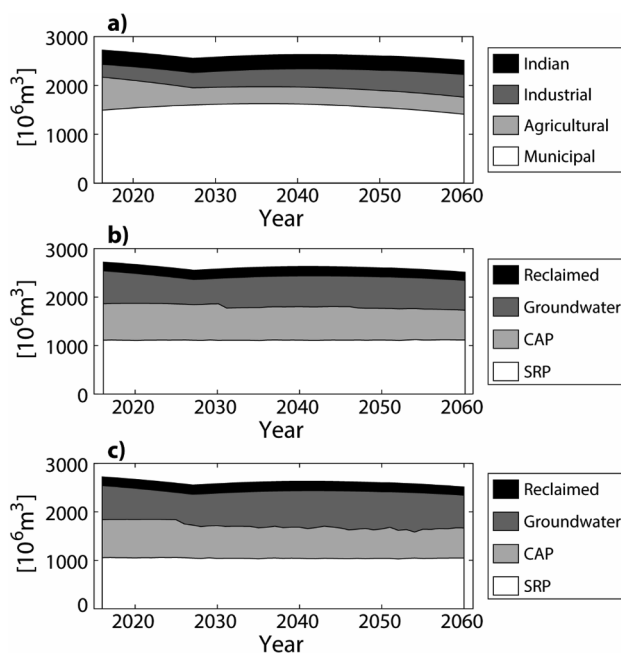 a)
3000
2000
1000
0
[10⁶m³]
2020 2030 2040 2050 2060
Year
Indian
Industrial
Agricultural
Municipal
b)
3000
2000
1000
0
[10⁶m³]
2020 2030 2040 2050 2060
Year
Reclaimed
Groundwater
CAP
SRP
c)
3000
2000
1000
0
[10⁶m³]
2020 2030 2040 2050 2060
Year
Reclaimed
Groundwater
CAP
SRP